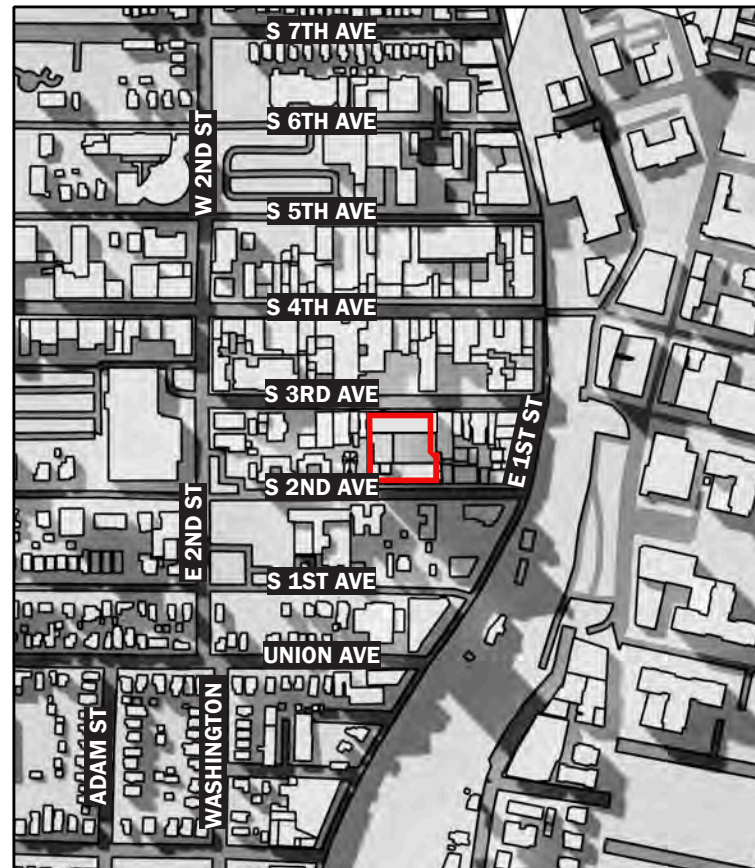 S 7TH AVE
S 6TH AVE
W 2ND ST
S 5TH AVE
S 4TH AVE
S 3RD AVE
E 1ST ST
S 2ND AVE
E 2ND ST
S 1ST AVE
UNION AVE
ADAM ST
WASHINGTON